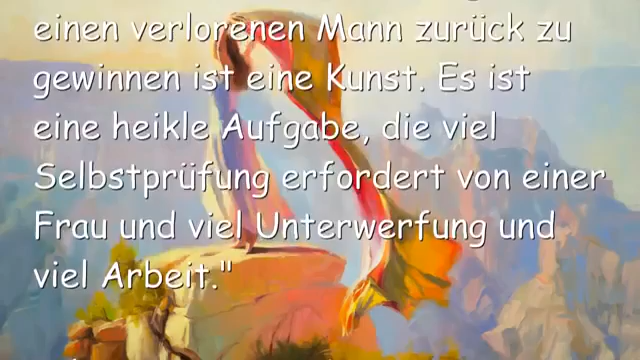 einen verlorenen Mann zurück zu
gewinnen ist eine Kunst. Es ist
eine heikle Aufgabe, die viel
Selbstprüfung erfordert von einer
Frau und viel Unterwerfung und
viel Arbeit."